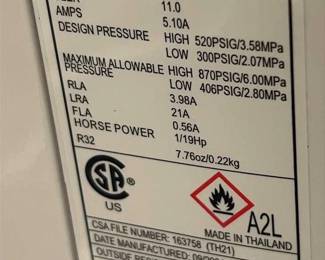 11.0
AMPS 5.10A
DESIGN PRESSURE HIGH 520PSIG/3.58MPa
LOW 300PSIG/2.07MPa
MAXIMUM ALLOWABLE PRESSURE HIGH 870PSIG/6.00MPa
LOW 406PSIG/2.80MPa
RLA 3.98A
LRA 21A
FLA 0.56A
HORSE POWER 1/19Hp
R32 7.76oz/0.22kg
CSA
US
A2L
MADE IN THAILAND
CSA FILE NUMBER: 163758 (TH21)
DATE MANUFACTURED:
OUTSIDE